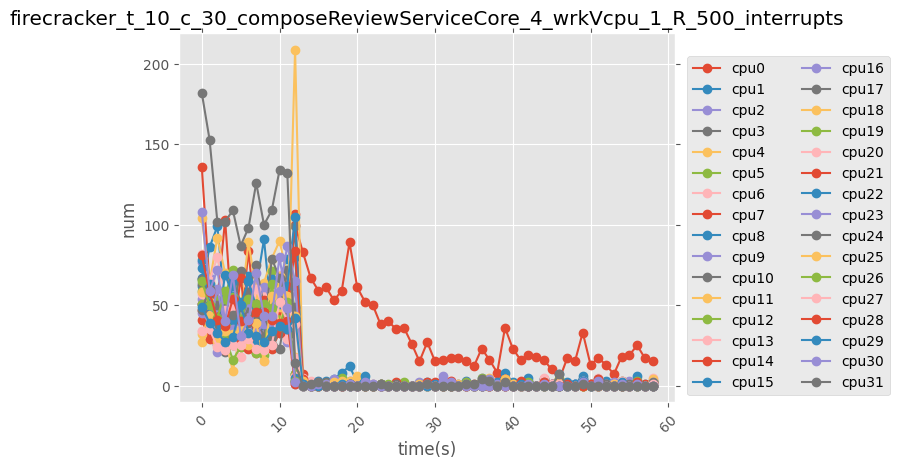 firecracker_t_10_c_30_composeReviewServiceCore_4_wrkVcpu_1_R_500_interrupts
200
150
100
50
0
num
0 10 20 30 40 50 60
time(s)
cpu0 cpu16
cpu1 cpu17
cpu2 cpu18
cpu3 cpu19
cpu4 cpu20
cpu5 cpu21
cpu6 cpu22
cpu7 cpu23
cpu8 cpu24
cpu9 cpu25
cpu10 cpu26
cpu11 cpu27
cpu12 cpu28
cpu13 cpu29
cpu14 cpu30
cpu15 cpu31